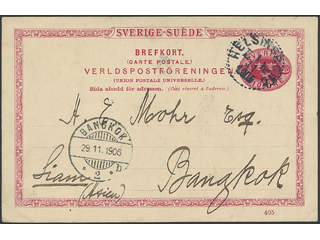 SVERIGE-SUÈDE
BREFKORT.
(CARTE POSTALE)
VERLDSPOSTFÖRENINGEN
(UNION POSTALE UNIVERSELLE.)
Sida afsedd för adressen. (Côté réservé à l'adresse.)
H. J. Mohr Esq.
BANGKOK
29.11.1906
2
Siam
(Asien)
Bangkok
405